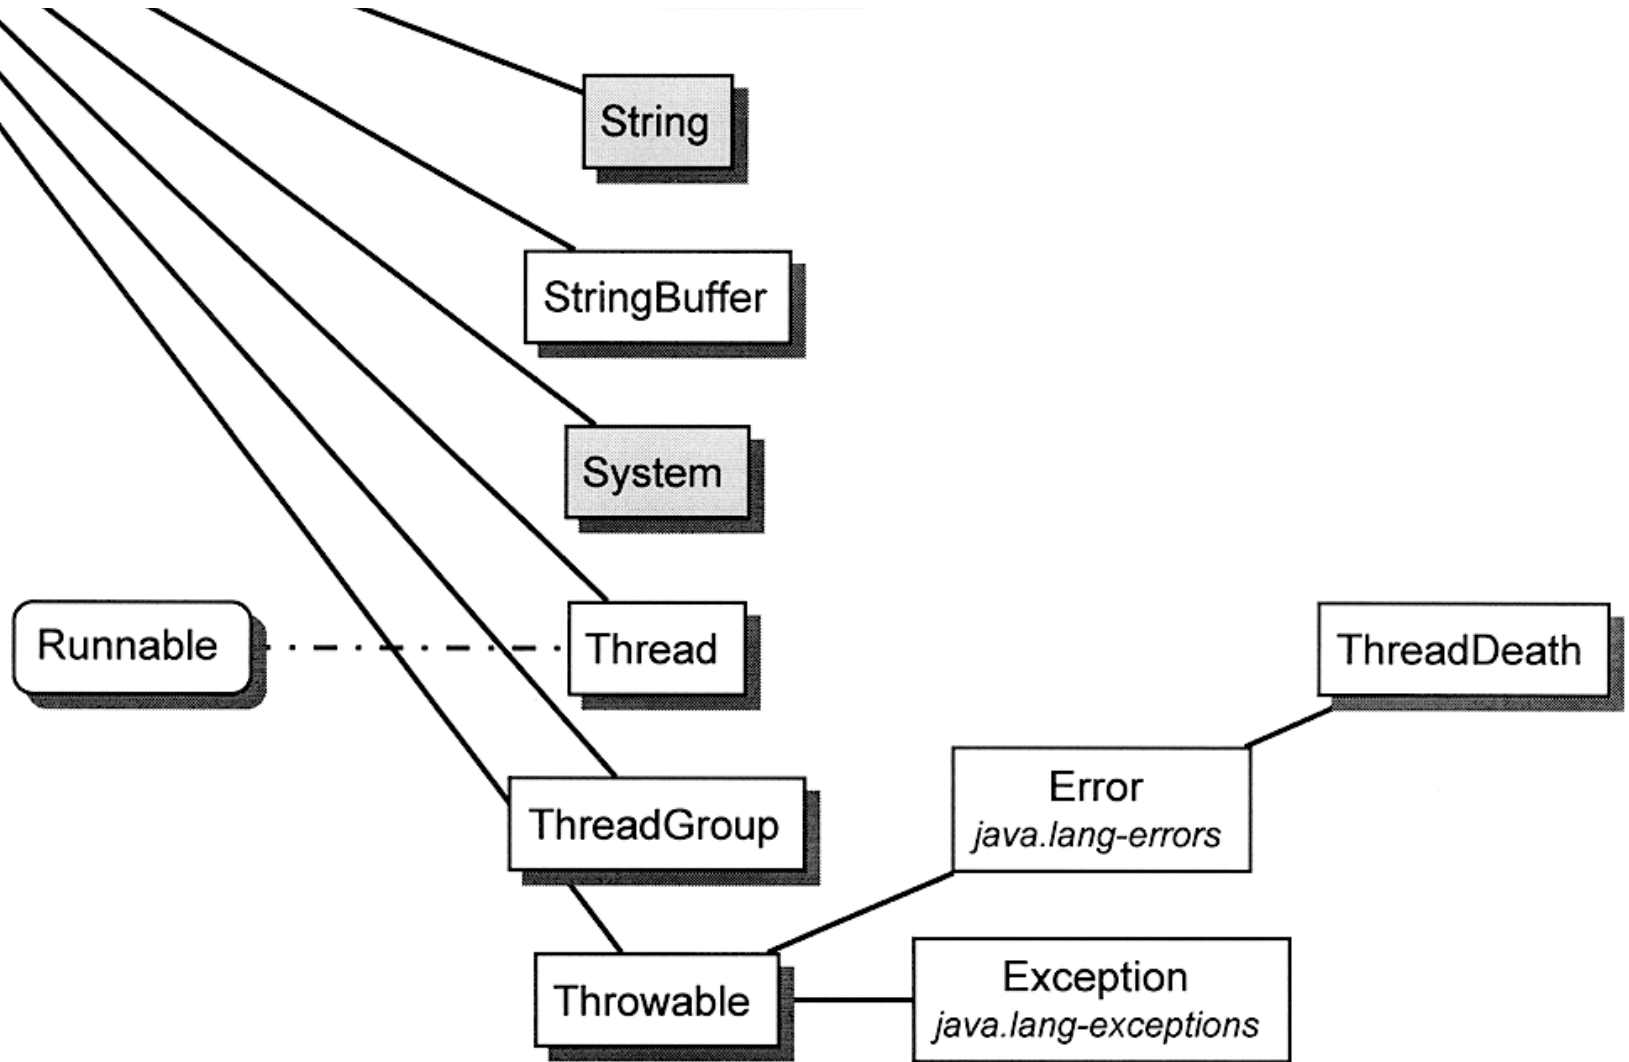 String
StringBuffer
System
Runnable
Thread
ThreadDeath
ThreadGroup
Error
java.lang-errors
Throwable
Exception
java.lang-exceptions